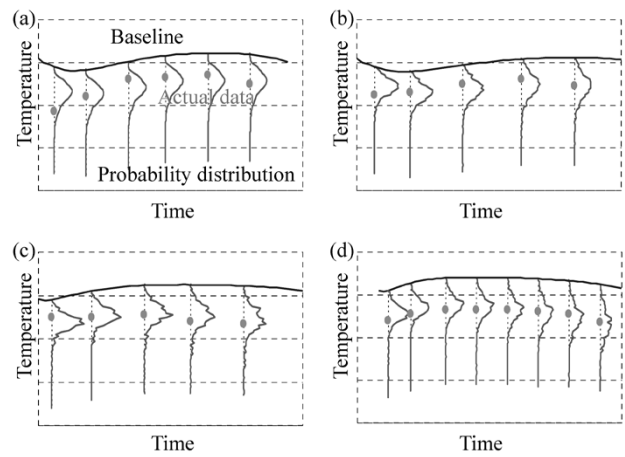 (a)
Baseline
Temperature
Actual data
Probability distribution
Time
(b)
Temperature
Time
(c)
Temperature
Time
(d)
Temperature
Time